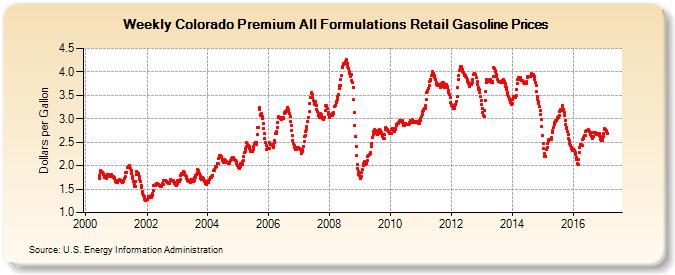 Weekly Colorado Premium All Formulations Retail Gasoline Prices
Dollars per Gallon
4.5
4.0
3.5
3.0
2.5
2.0
1.5
1.0
2000 2002 2004 2006 2008 2010 2012 2014 2016
Source: U.S. Energy Information Administration